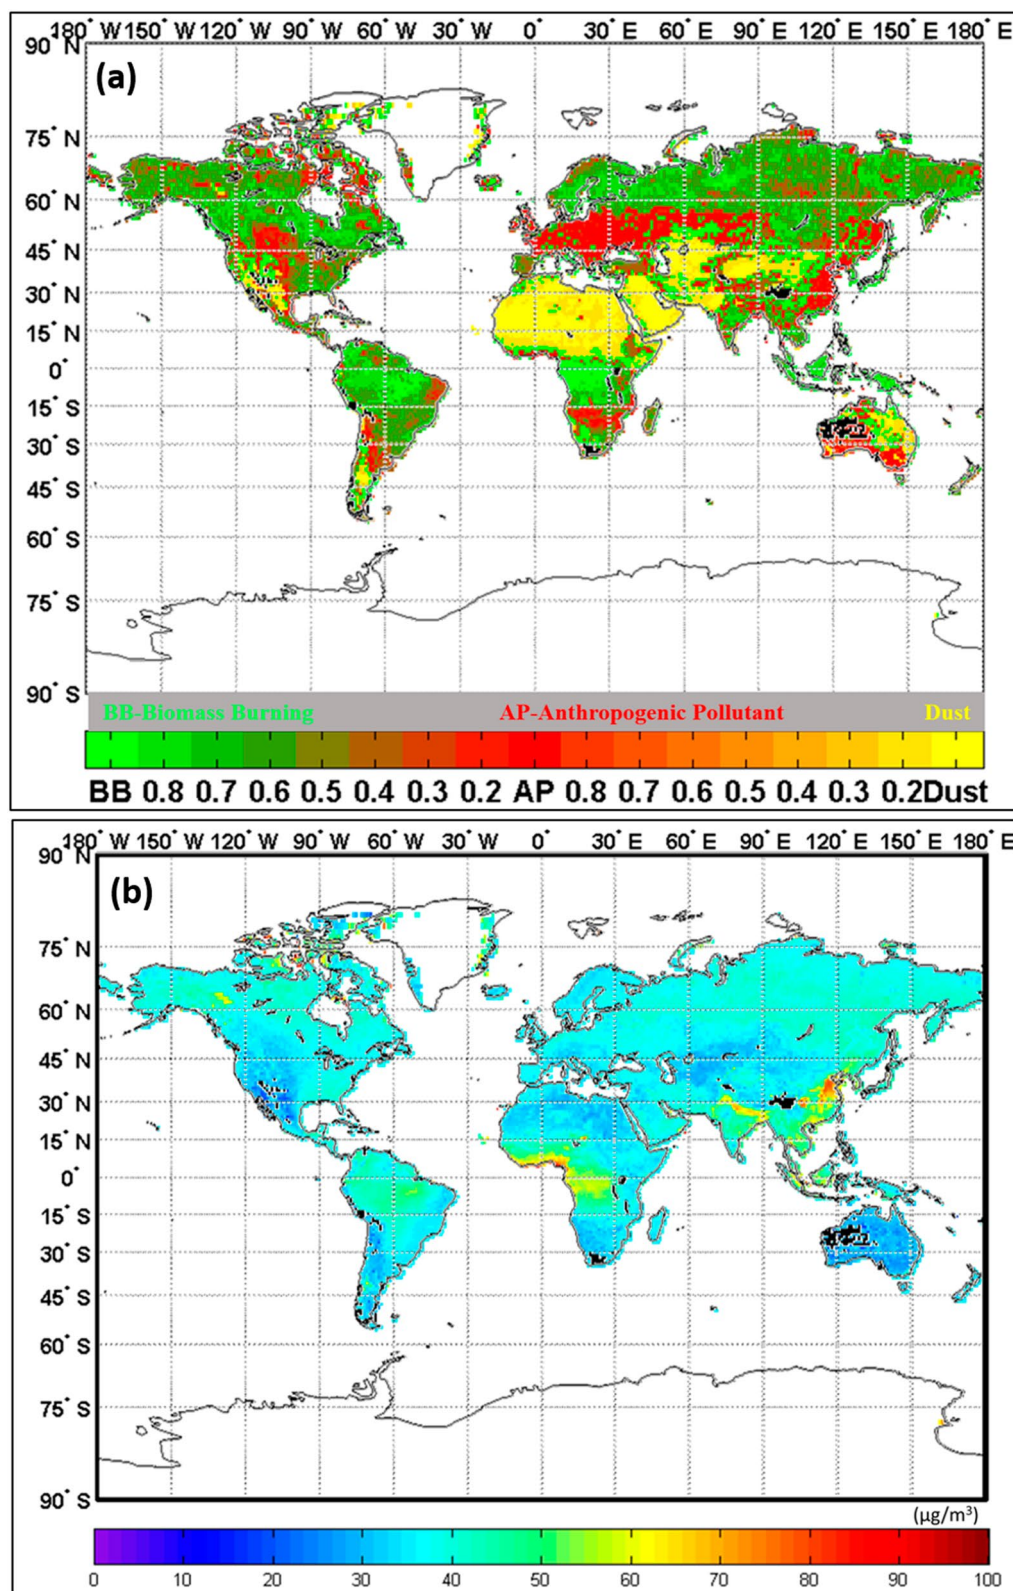 180° W 150° W 120° W 90° W 60° W 30° W 0° 30° E 60° E 90° E 120° E 150° E 180° E
90° N
(a)
75° N
60° N
45° N
30° N
15° N
0°
15° S
30° S
45° S
60° S
75° S
90° S
BB-Biomass Burning AP-Anthropogenic Pollutant Dust
BB 0.8 0.7 0.6 0.5 0.4 0.3 0.2 AP 0.8 0.7 0.6 0.5 0.4 0.3 0.2 Dust
180° W 150° W 120° W 90° W 60° W 30° W 0° 30° E 60° E 90° E 120° E 150° E 180° E
90° N
(b)
75° N
60° N
45° N
30° N
15° N
0°
15° S
30° S
45° S
60° S
75° S
90° S
(μg/m³)
0 10 20 30 40 50 60 70 80 90 100